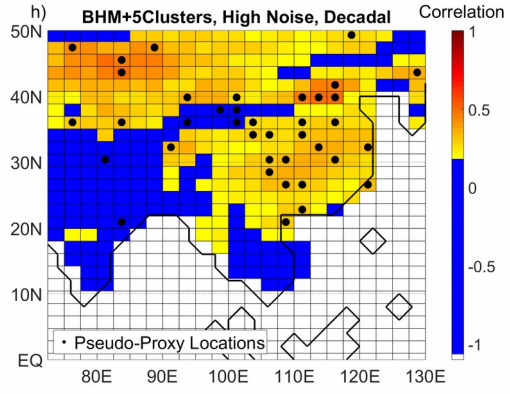 h) BHM+5Clusters, High Noise, Decadal Correlation
50N
40N
30N
20N
10N
EQ
• Pseudo-Proxy Locations
80E 90E 100E 110E 120E 130E
1
0.5
0
-0.5
-1